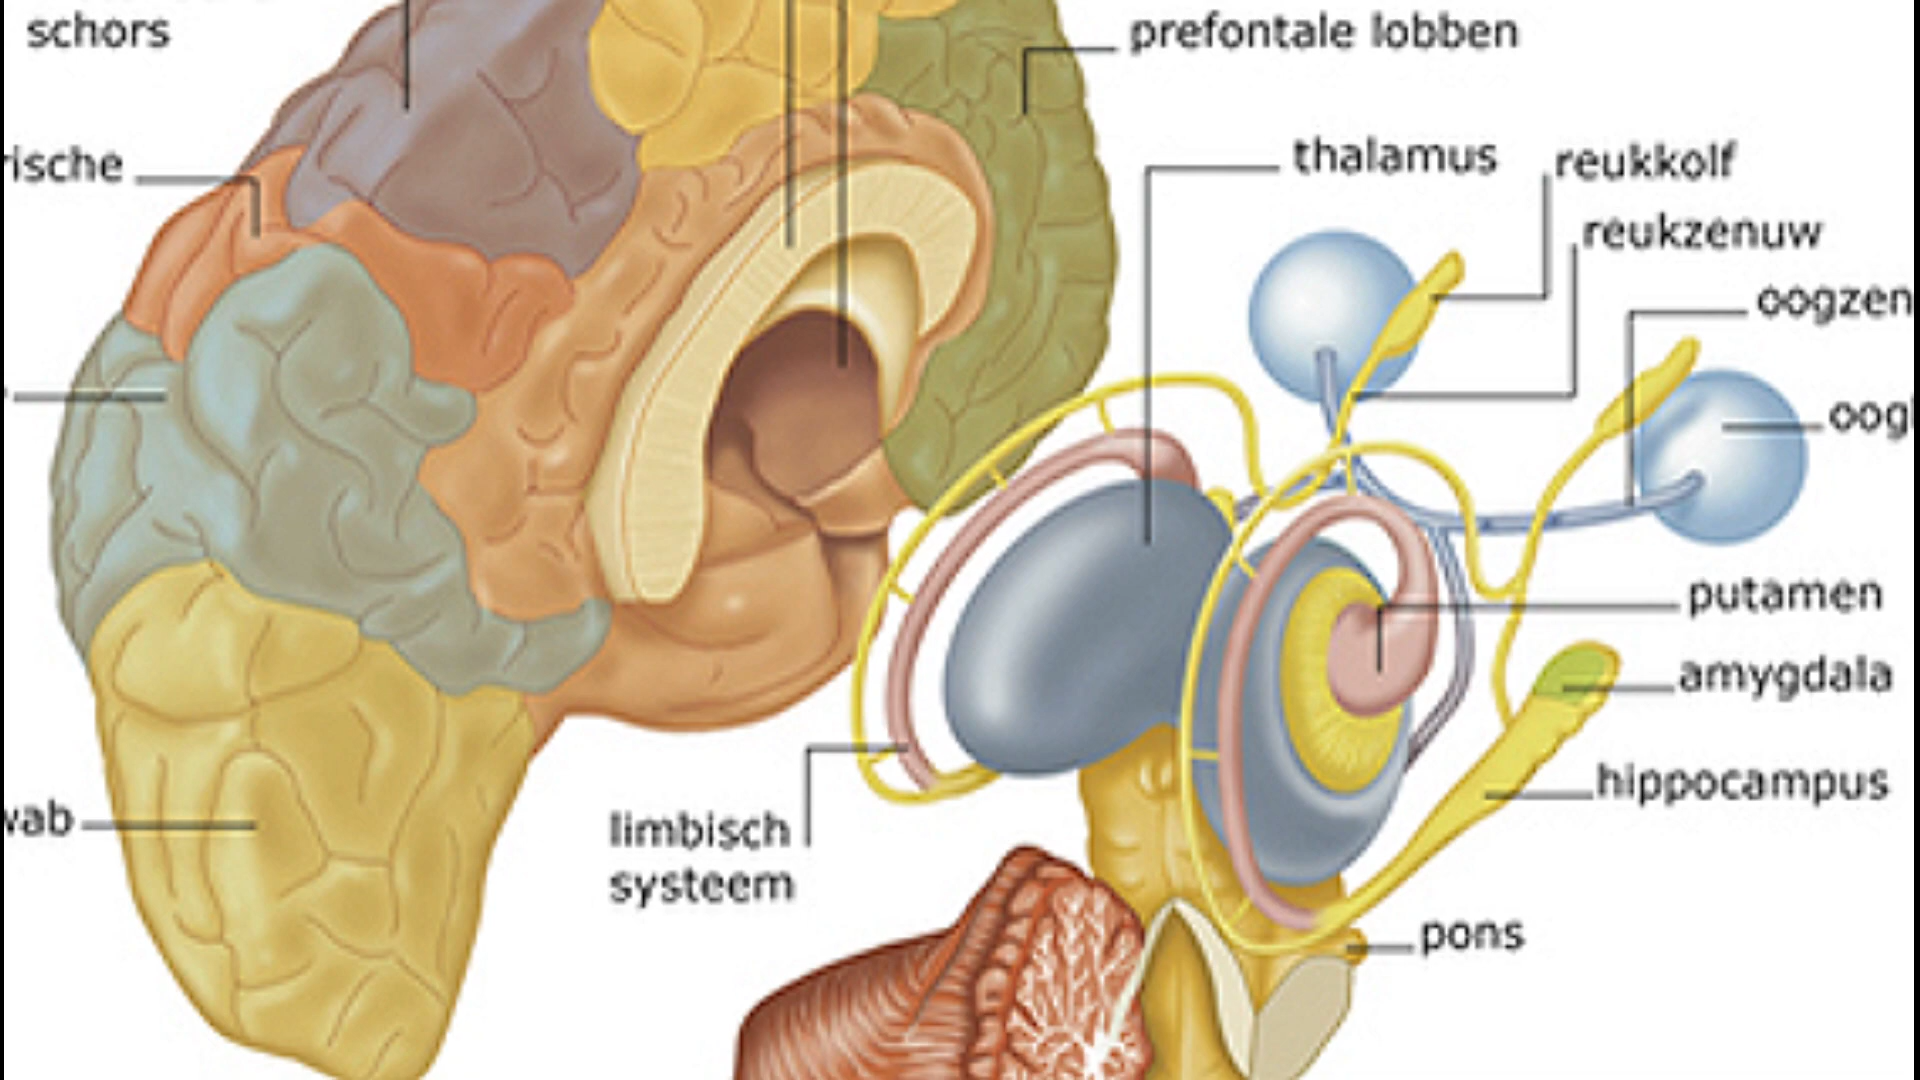 schors
prefontale lobben
rische
thalamus
reukkolf
reukzenuw
oogzen
oogl
putamen
amygdala
hippocampus
wab
limbisch
systeem
pons